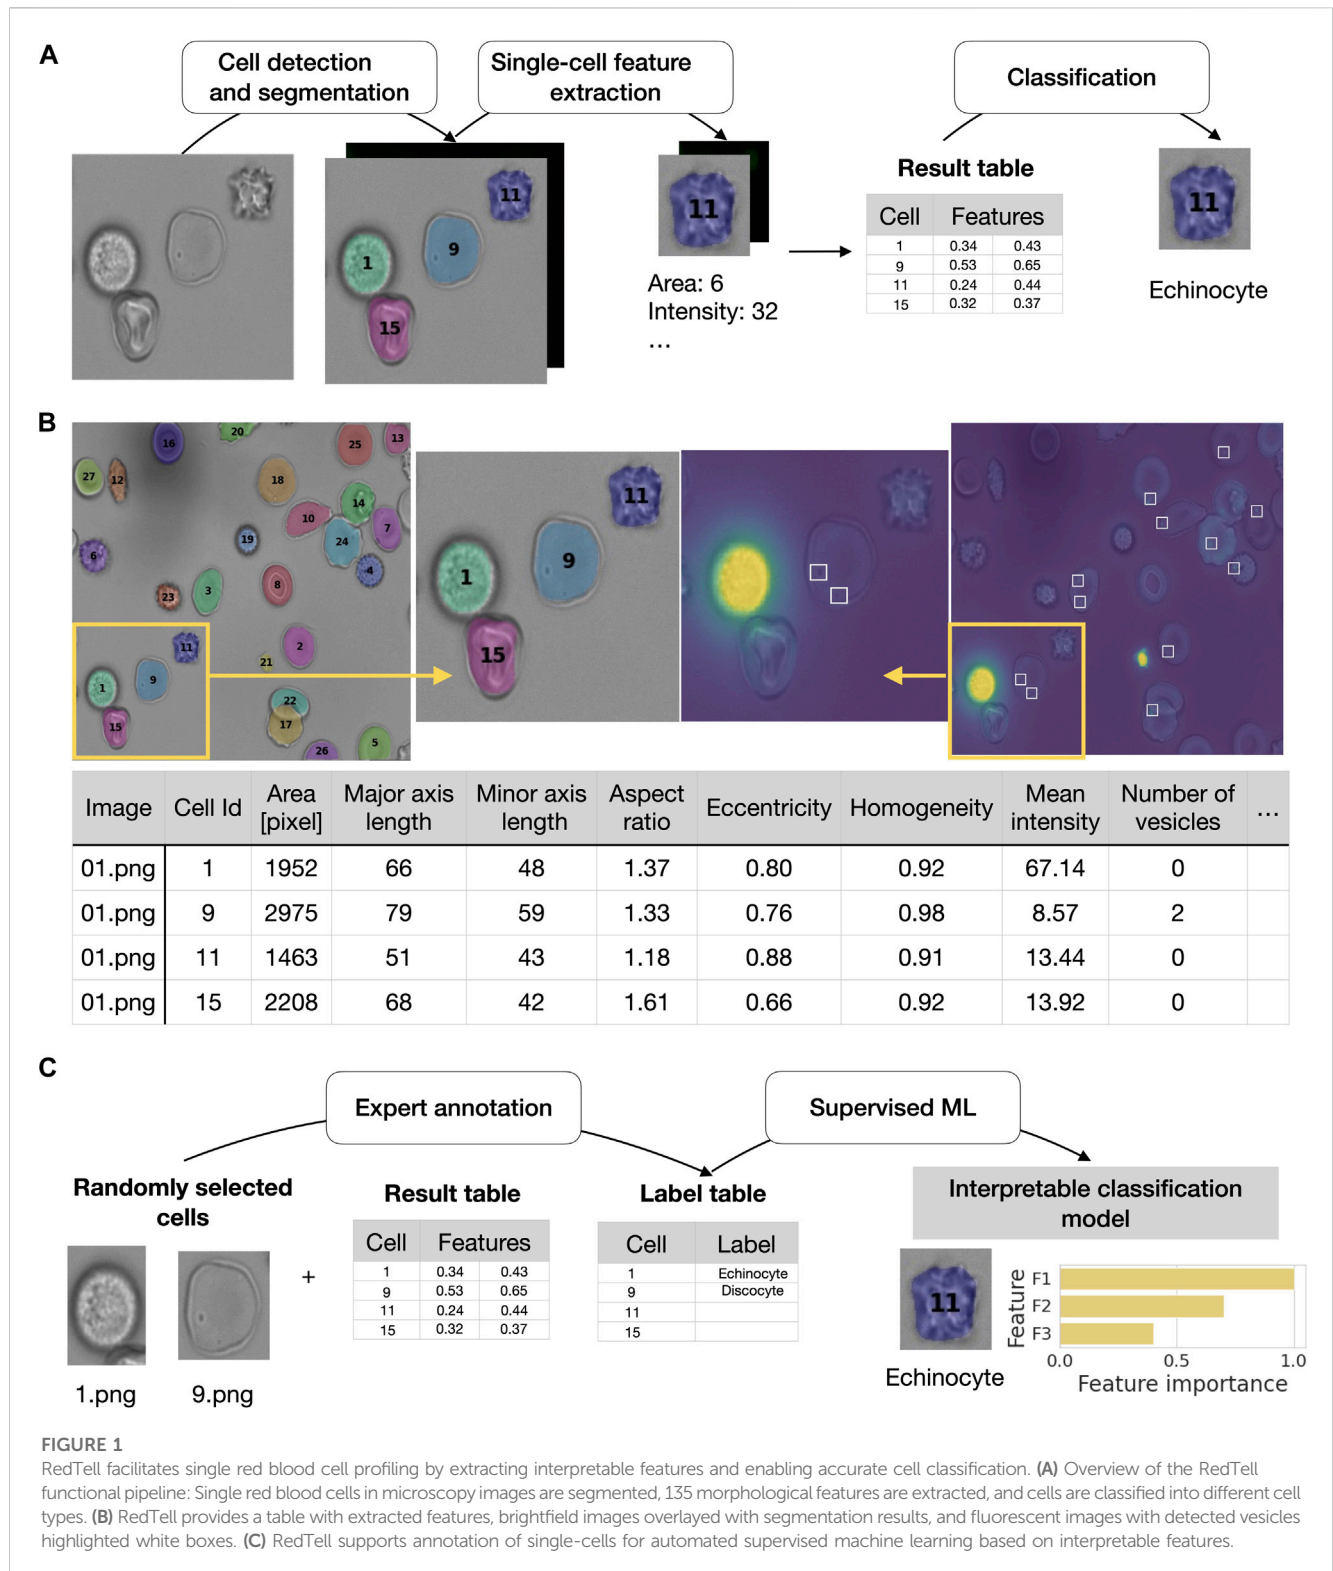 A
Cell detection
and segmentation
Single-cell feature
extraction
Classification
11
9
1
15
11
Area: 6
Intensity: 32
...
Result table
Cell Features
1 0.34 0.43
9 0.53 0.65
11 0.24 0.44
15 0.32 0.37
11
Echinocyte
B
16 20 25 13
27 12 18 14
10 7
6 19 24 4
23 3 8
11 2
21
1 9
15 22
17
26 5
11
9
1
15
Image Cell Id Area [pixel] Major axis length Minor axis length Aspect ratio Eccentricity Homogeneity Mean intensity Number of vesicles ...
01.png 1 1952 66 48 1.37 0.80 0.92 67.14 0
01.png 9 2975 79 59 1.33 0.76 0.98 8.57 2
01.png 11 1463 51 43 1.18 0.88 0.91 13.44 0
01.png 15 2208 68 42 1.61 0.66 0.92 13.92 0
C
Expert annotation
Supervised ML
Randomly selected
cells
1.png 9.png
+
Result table
Cell Features
1 0.34 0.43
9 0.53 0.65
11 0.24 0.44
15 0.32 0.37
Label table
Cell Label
1 Echinocyte
9 Discocyte
11
15
Interpretable classification
model
11
Echinocyte
Feature
F1
F2
F3
0.0 0.5 1.0
Feature importance
FIGURE 1
RedTell facilitates single red blood cell profiling by extracting interpretable features and enabling accurate cell classification. (A) Overview of the RedTell
functional pipeline: Single red blood cells in microscopy images are segmented, 135 morphological features are extracted, and cells are classified into different cell
types. (B) RedTell provides a table with extracted features, brightfield images overlayed with segmentation results, and fluorescent images with detected vesicles
highlighted white boxes. (C) RedTell supports annotation of single-cells for automated supervised machine learning based on interpretable features.